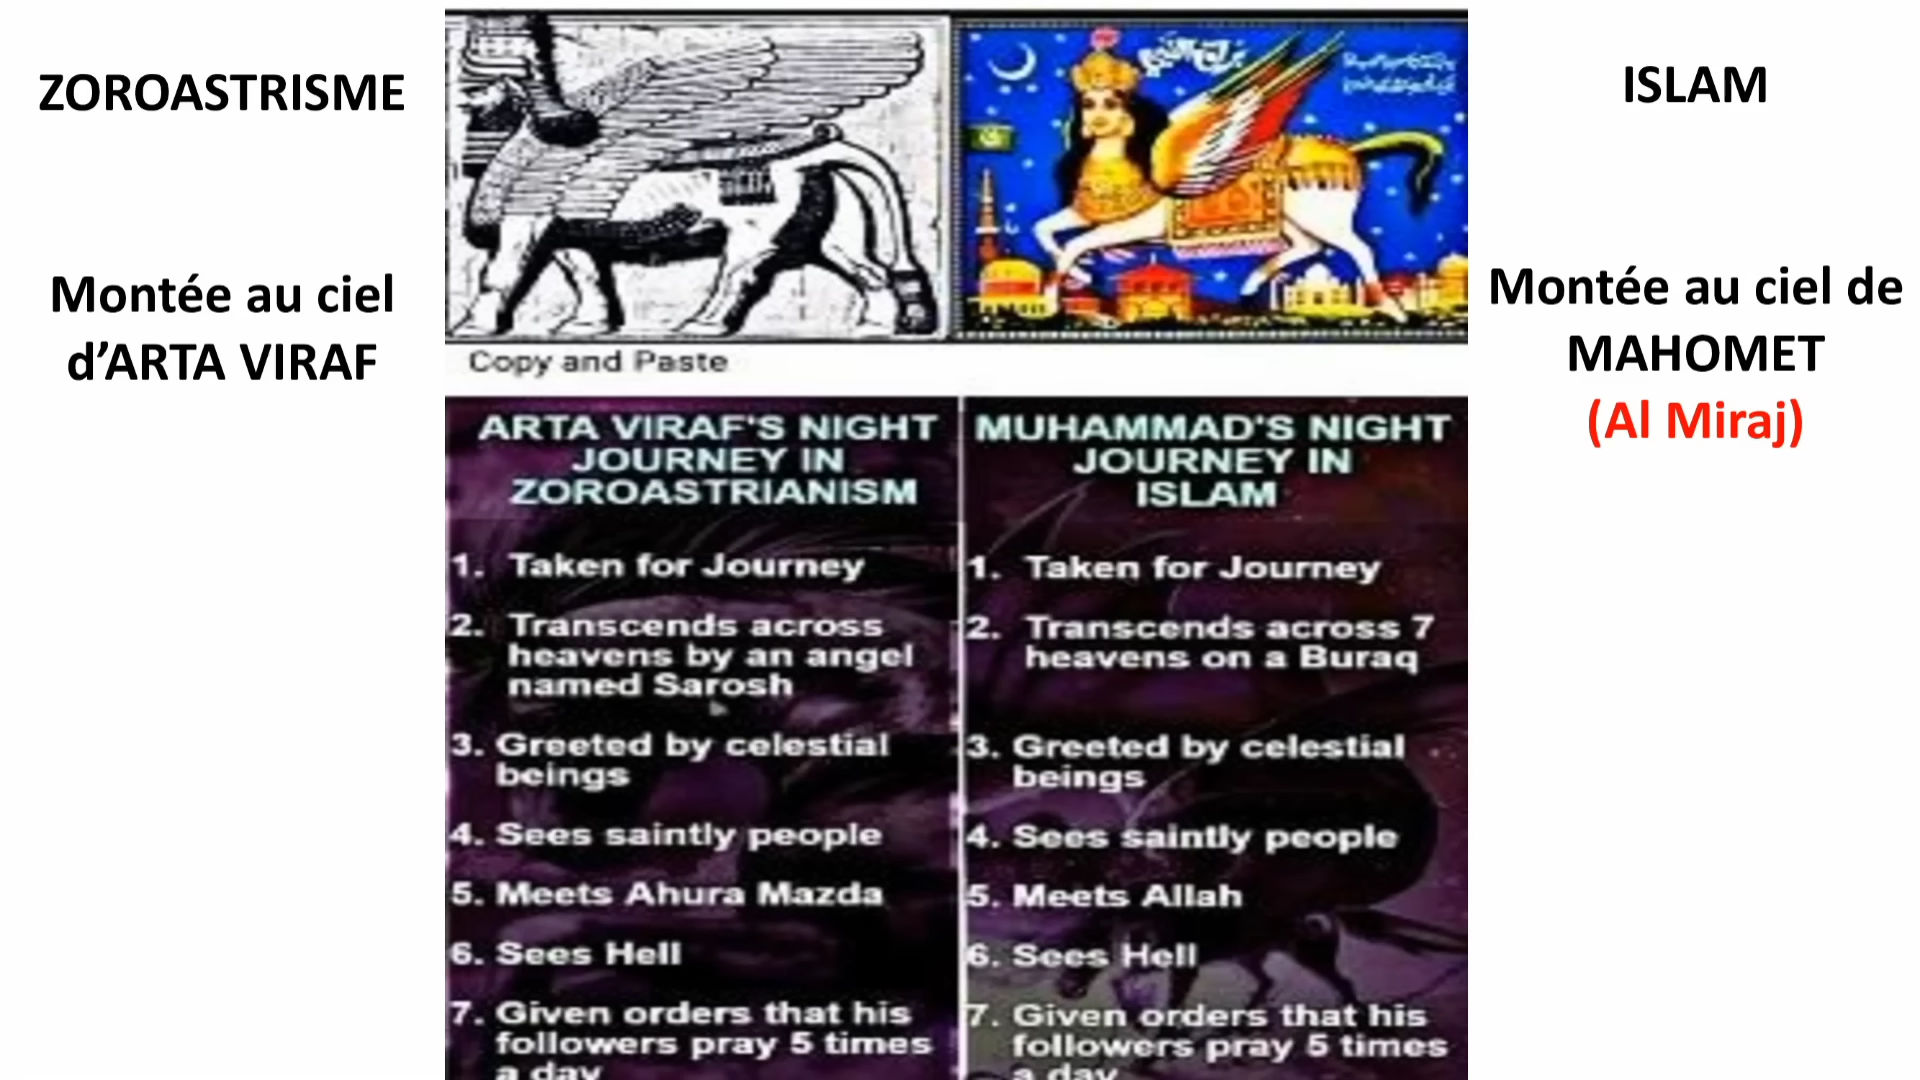 ZOROASTRISME
Montée au ciel
d’ARTA VIRAF
Copy and Paste
ARTA VIRAF'S NIGHT
JOURNEY IN
ZOROASTRIANISM
1. Taken for Journey
2. Transcends across
heavens by an angel
named Sarosh
3. Greeted by celestial
beings
4. Sees saintly people
5. Meets Ahura Mazda
6. Sees Hell
7. Given orders that his
followers pray 5 times
a day
MUHAMMAD'S NIGHT
JOURNEY IN
ISLAM
1. Taken for Journey
2. Transcends across 7
heavens on a Buraq
3. Greeted by celestial
beings
4. Sees saintly people
5. Meets Allah
6. Sees Hell
7. Given orders that his
followers pray 5 times
a day
ISLAM
Montée au ciel de
MAHOMET
(Al Miraj)